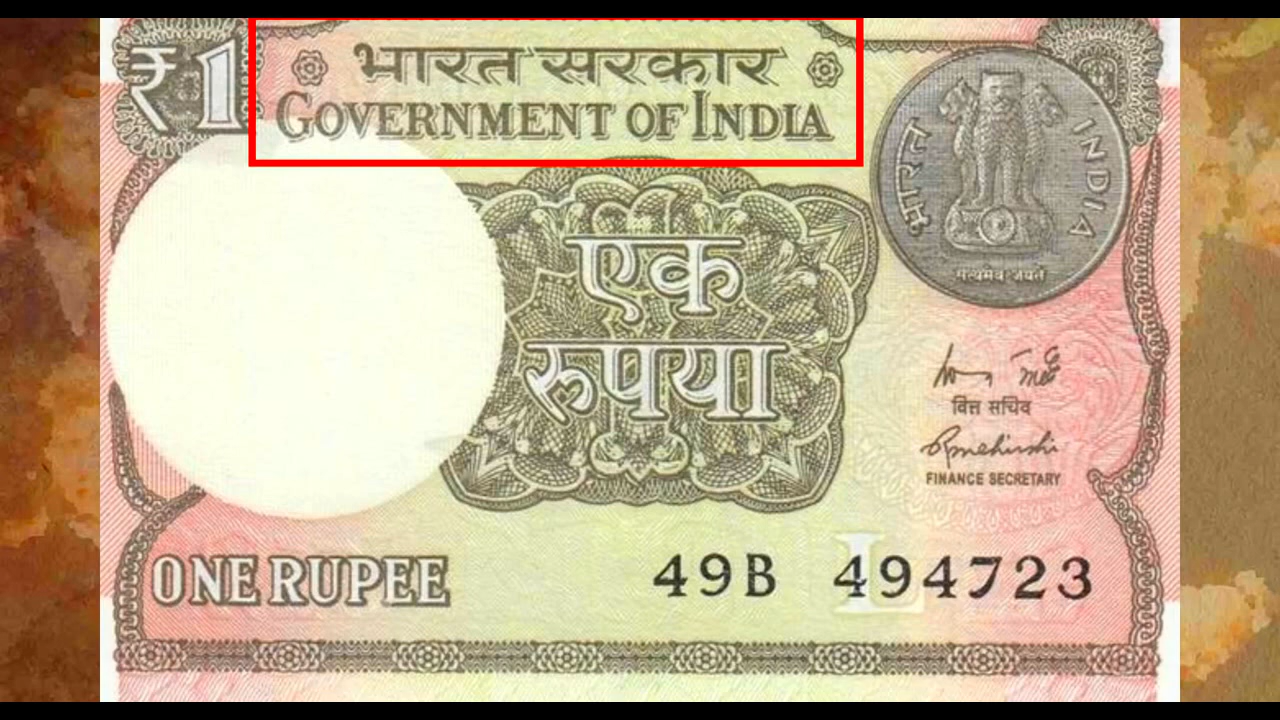 ₹1
भारत सरकार
GOVERNMENT OF INDIA
भारत
INDIA
सत्यमेव जयते
एक
रुपया
वित्त सचिव
FINANCE SECRETARY
ONE RUPEE
49B 494723
L